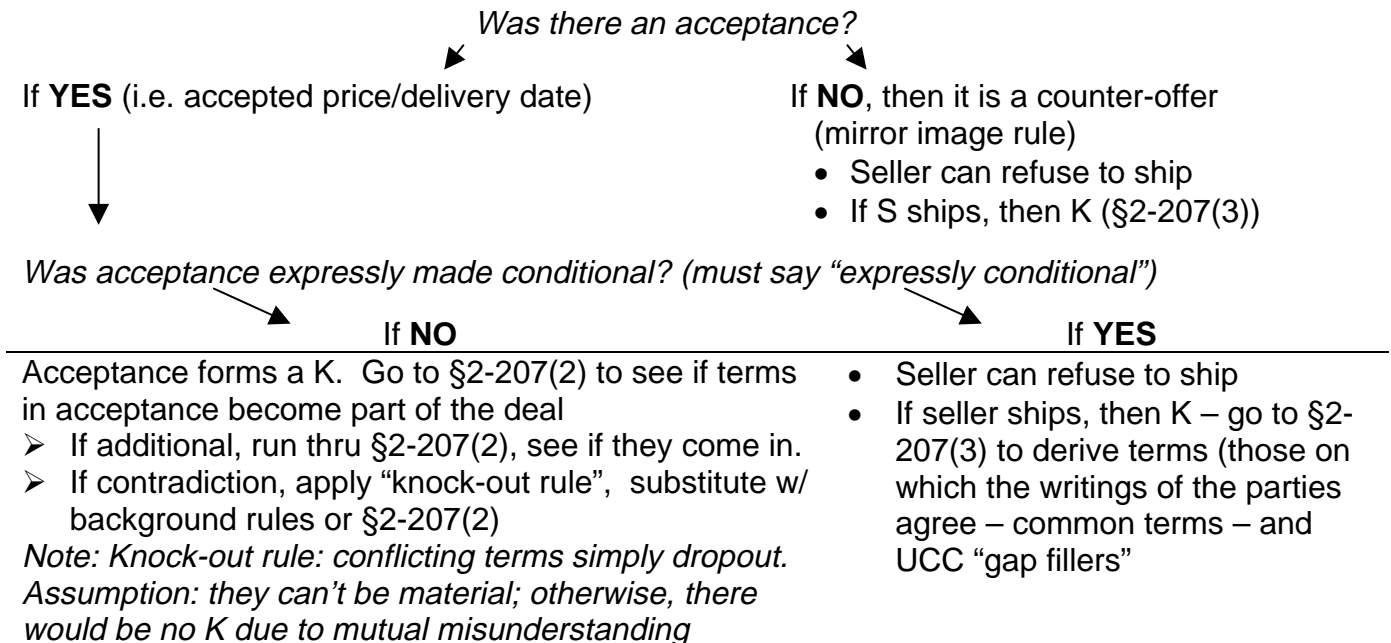 Was there an acceptance?
If YES (i.e. accepted price/delivery date)
If NO, then it is a counter-offer
(mirror image rule)
• Seller can refuse to ship
• If S ships, then K (§2-207(3))
Was acceptance expressly made conditional? (must say “expressly conditional”)
If NO
Acceptance forms a K. Go to §2-207(2) to see if terms
in acceptance become part of the deal
➢ If additional, run thru §2-207(2), see if they come in.
➢ If contradiction, apply “knock-out rule”, substitute w/
background rules or §2-207(2)
Note: Knock-out rule: conflicting terms simply dropout.
Assumption: they can’t be material; otherwise, there
would be no K due to mutual misunderstanding
If YES
• Seller can refuse to ship
• If seller ships, then K – go to §2-
207(3) to derive terms (those on
which the writings of the parties
agree – common terms – and
UCC “gap fillers”